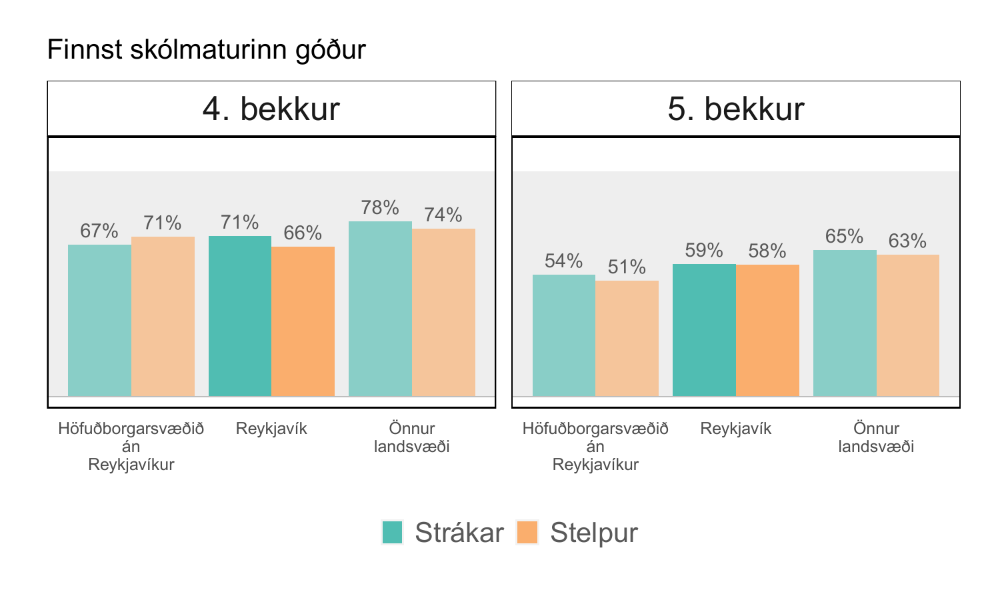 Finnst skólmaturinn góður
4. bekkur
67%
71%
71%
66%
78%
74%
Höfuðborgarsvæðið
án
Reykjavíkur
Reykjavík
Önnur
landsvæði
5. bekkur
54%
51%
59%
58%
65%
63%
Höfuðborgarsvæðið
án
Reykjavíkur
Reykjavík
Önnur
landsvæði
Strákar
Stelpur